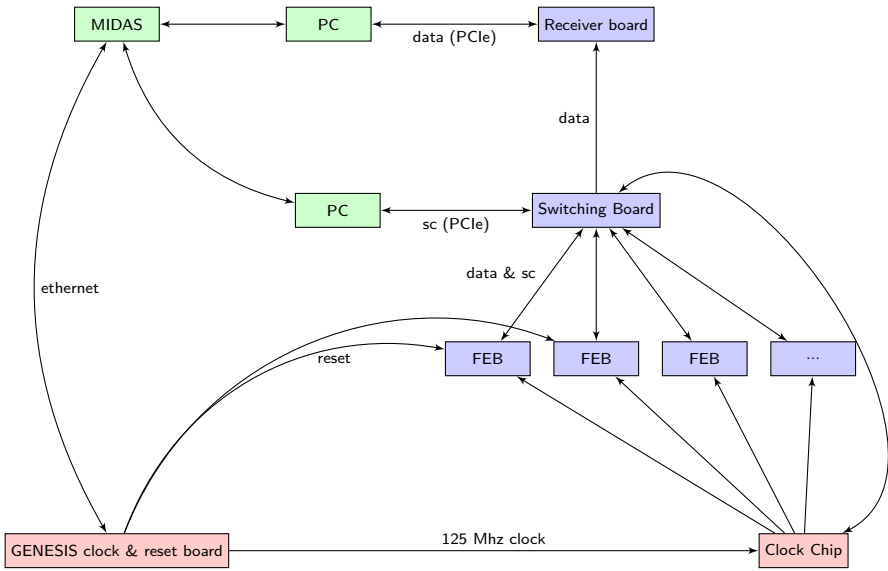 MIDAS
PC
data (PCIe)
Receiver board
data
PC
sc (PCIe)
Switching Board
data & sc
ethernet
reset
FEB
FEB
FEB
...
GENESIS clock & reset board
125 Mhz clock
Clock Chip